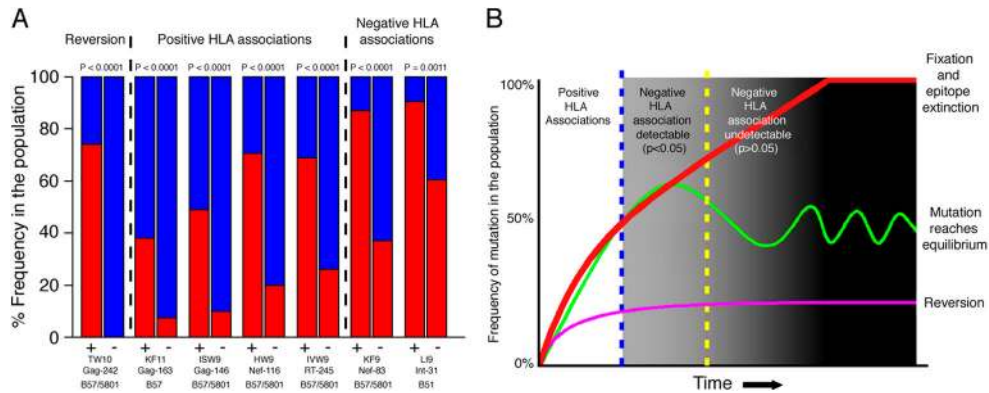 A
Reversion
Positive HLA associations
Negative HLA
associations
P < 0.0001 P < 0.0001 P < 0.0001 P < 0.0001 P < 0.0001 P < 0.0001 P = 0.0011
% Frequency in the population
100
80
60
40
20
0
+ - + - + - + - + - + - + -
TW10 KF11 ISW9 HW9 IVW9 KF9 LI9
Gag-242 Gag-163 Gag-146 Nef-116 RT-245 Nef-83 Int-31
B57/5801 B57 B57/5801 B57/5801 B57/5801 B57/5801 B51
B
Frequency of mutation in the population
100%
50%
0%
Positive
HLA
Associations
Negative
HLA
association
detectable
(p<0.05)
Negative
HLA
association
undetectable
(p>0.05)
Fixation
and
epitope
extinction
Mutation
reaches
equilibrium
Reversion
Time